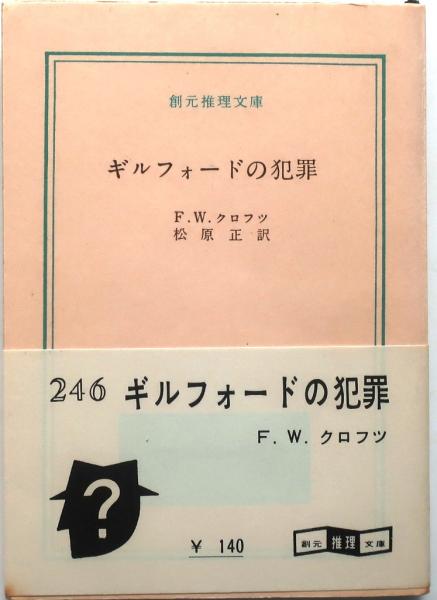 創元推理文庫
ギルフォードの犯罪
F.W.クロフツ
松原正訳
246 ギルフォードの犯罪
F. W. クロフツ
?
¥ 140
創元 推理 文庫